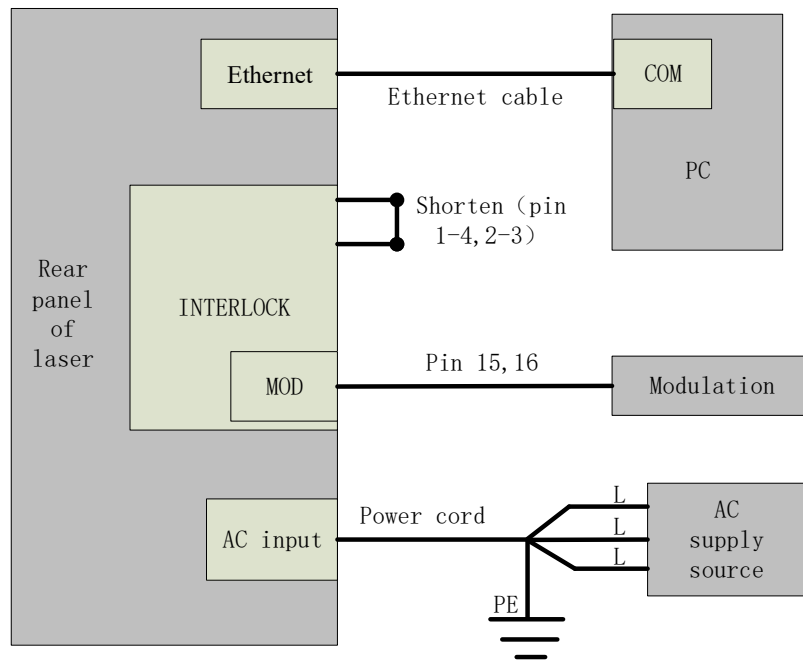 Ethernet
COM
Ethernet cable
PC
Shorten（pin
1-4,2-3）
Rear
panel
of
laser
INTERLOCK
Pin 15,16
MOD
Modulation
Power cord
AC input
L
L
L
AC
supply
source
PE